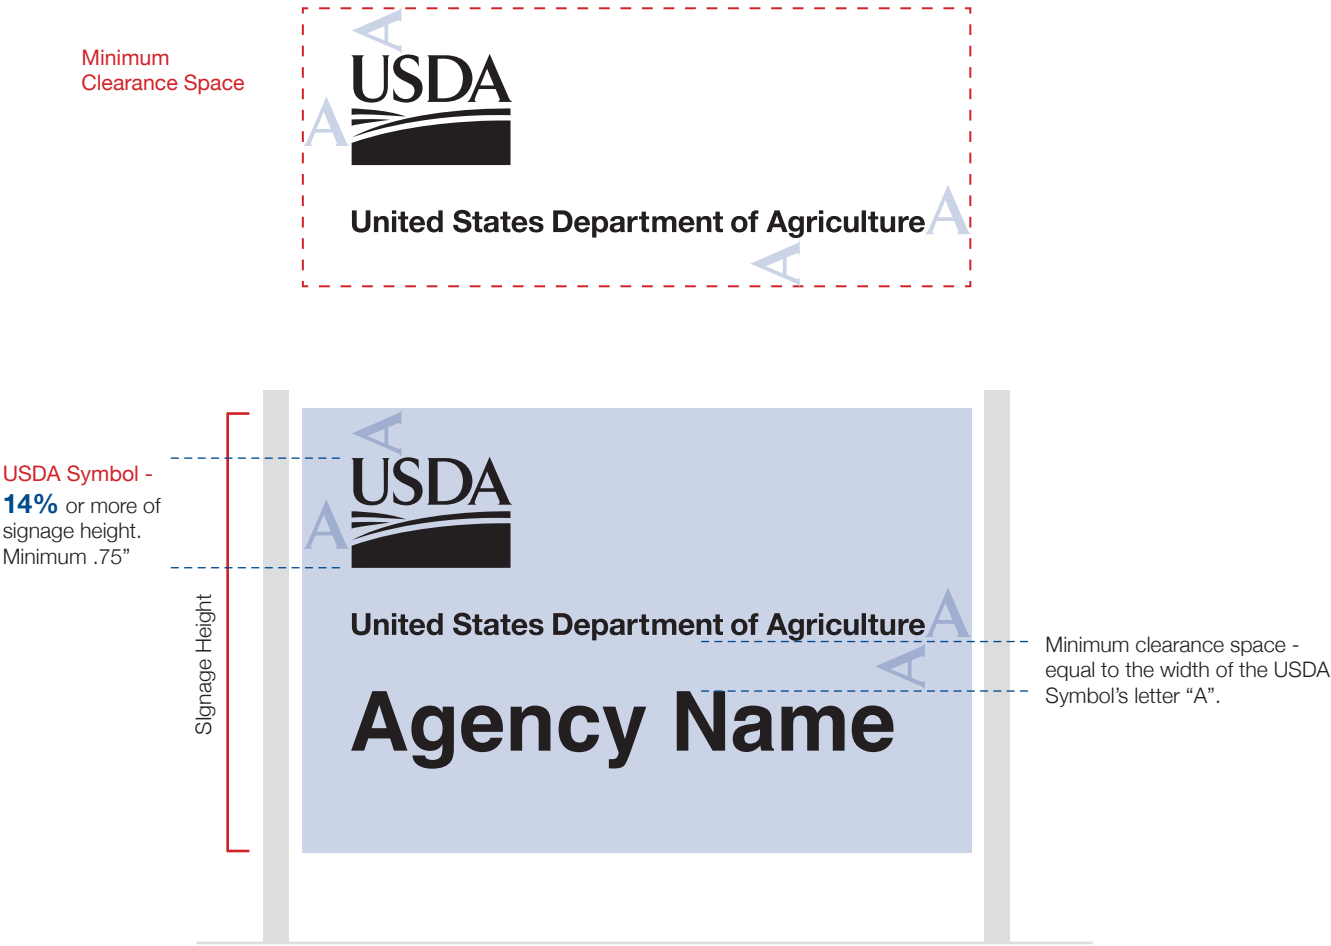 Minimum
Clearance Space
A
USDA
A
United States Department of Agriculture
A
A
A
USDA
A
USDA Symbol -
14% or more of
signage height.
Minimum .75”
SIgnage Height
United States Department of Agriculture
A
A
Agency Name
Minimum clearance space -
equal to the width of the USDA
Symbol’s letter “A”.